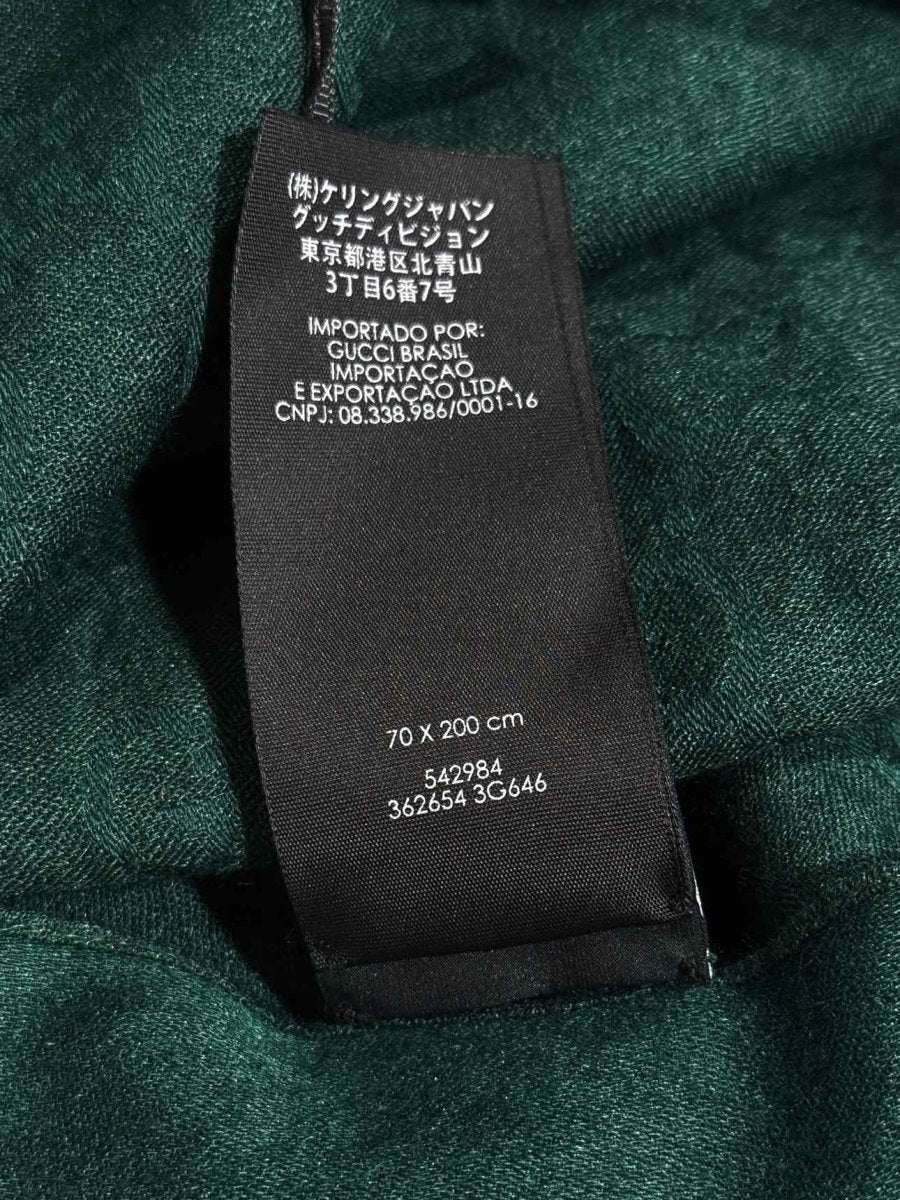 (株)ケリングジャパン
グッチディビジョン
東京都港区北青山
3丁目6番7号
IMPORTADO POR:
GUCCI BRASIL
IMPORTAÇAO
E EXPORTAÇAO LTDA
CNPJ: 08.338.986/0001-16
70 X 200 cm
542984
362654 3G646